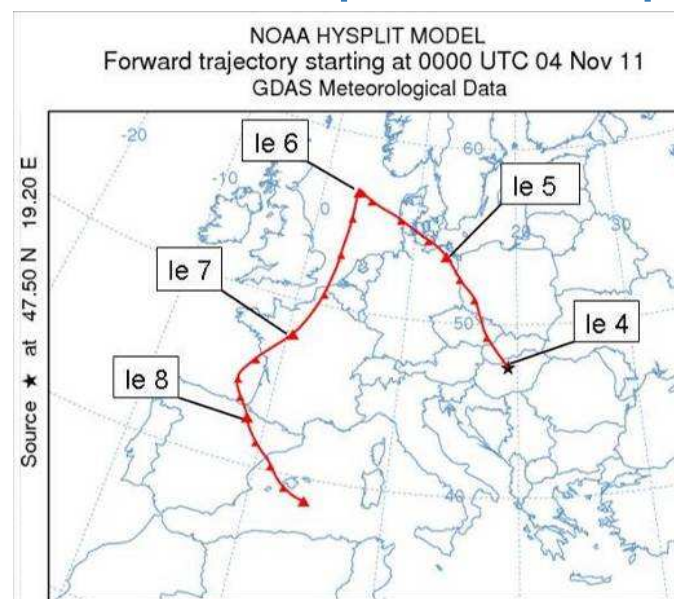 NOAA HYSPLIT MODEL
Forward trajectory starting at 0000 UTC 04 Nov 11
GDAS Meteorological Data
Source ★ at 47.50 N 19.20 E
-20
le 6
60
-10
le 5
0
10
20
30
le 7
50
le 4
le 8
40